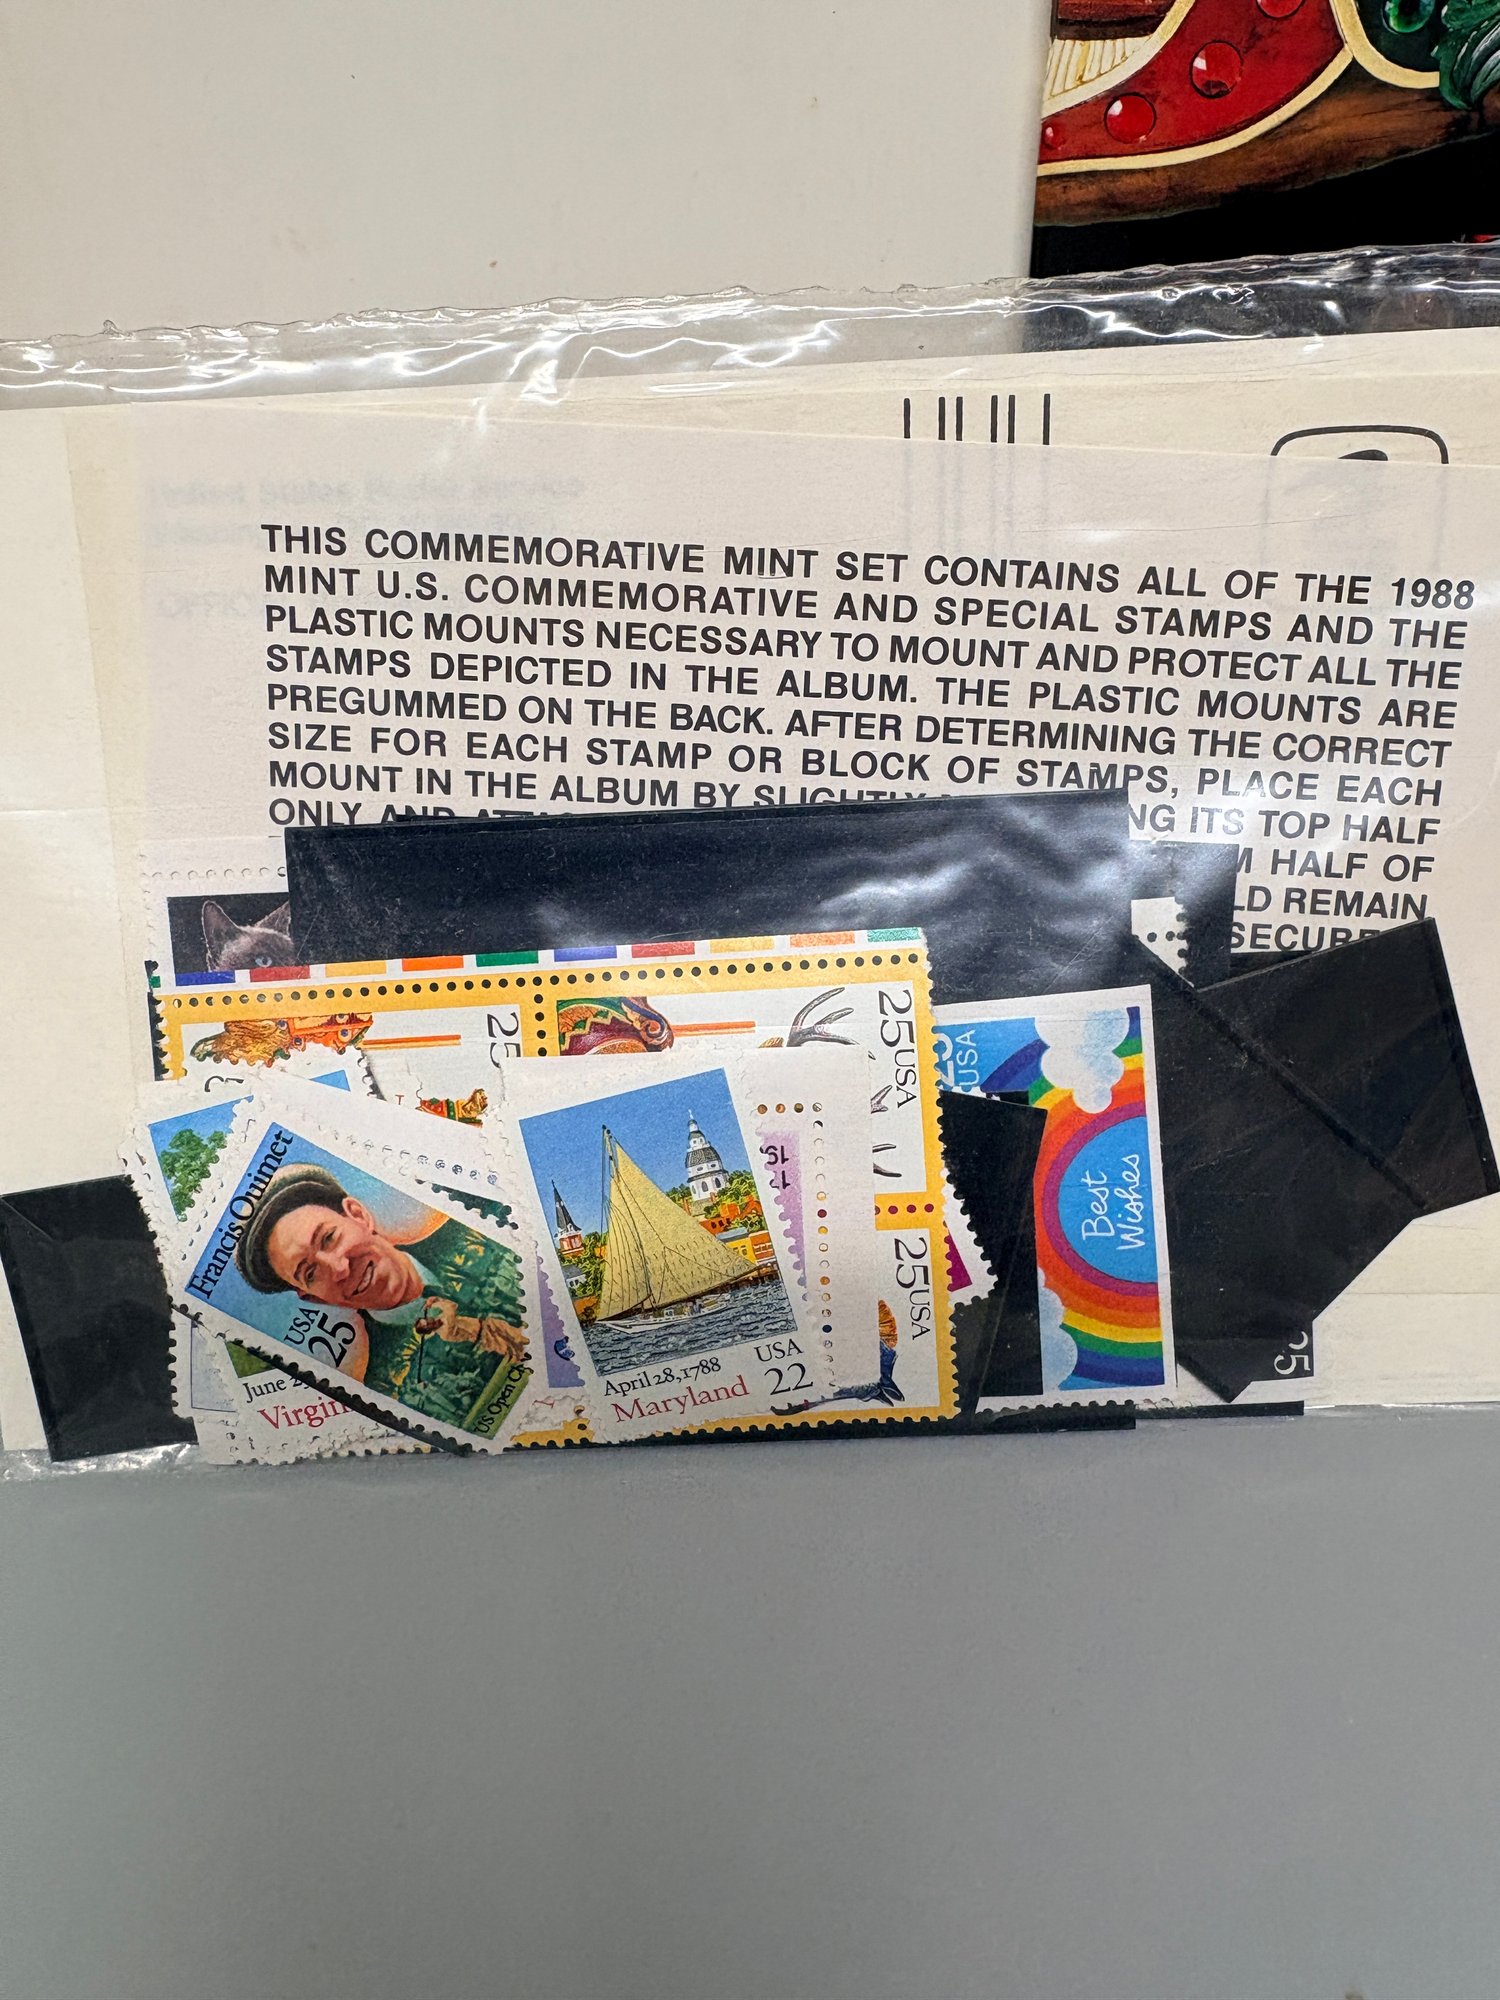 THIS COMMEMORATIVE MINT SET CONTAINS ALL OF THE 1988
MINT U.S. COMMEMORATIVE AND SPECIAL STAMPS AND THE
PLASTIC MOUNTS NECESSARY TO MOUNT AND PROTECT ALL THE
STAMPS DEPICTED IN THE ALBUM. THE PLASTIC MOUNTS ARE
PREGUMMED ON THE BACK. AFTER DETERMINING THE CORRECT
SIZE FOR EACH STAMP OR BLOCK OF STAMPS, PLACE EACH
MOUNT IN THE ALBUM BY SLIGHTLY
ONLY AND ITS TOP HALF
HALF OF
REMAIN
25
25 USA
25 USA
25
USA
Best
Wishes
Francis Ouimet
USA
25
US Open
June
April 28, 1788
Maryland
USA
22